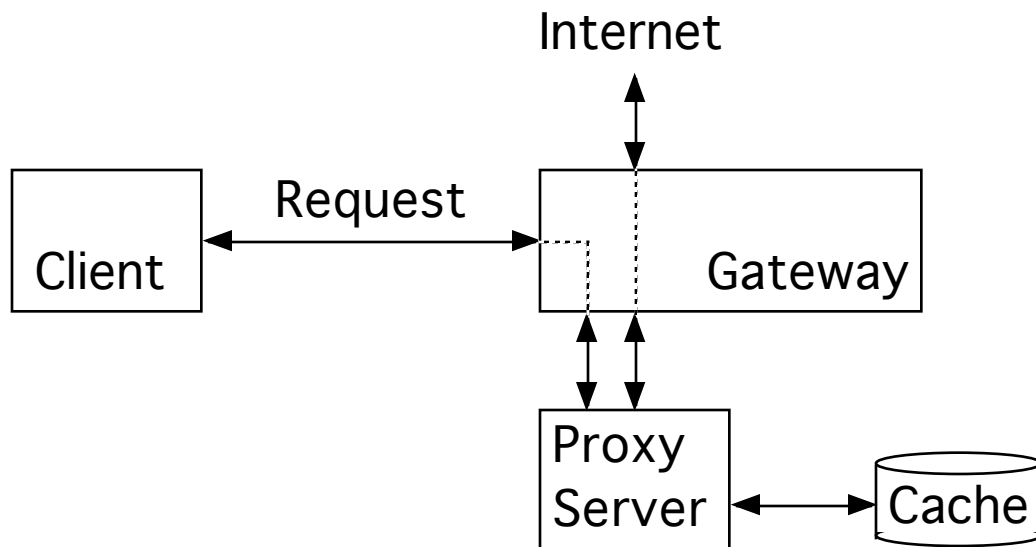 Internet
Request
Client
Gateway
Proxy
Server
Cache